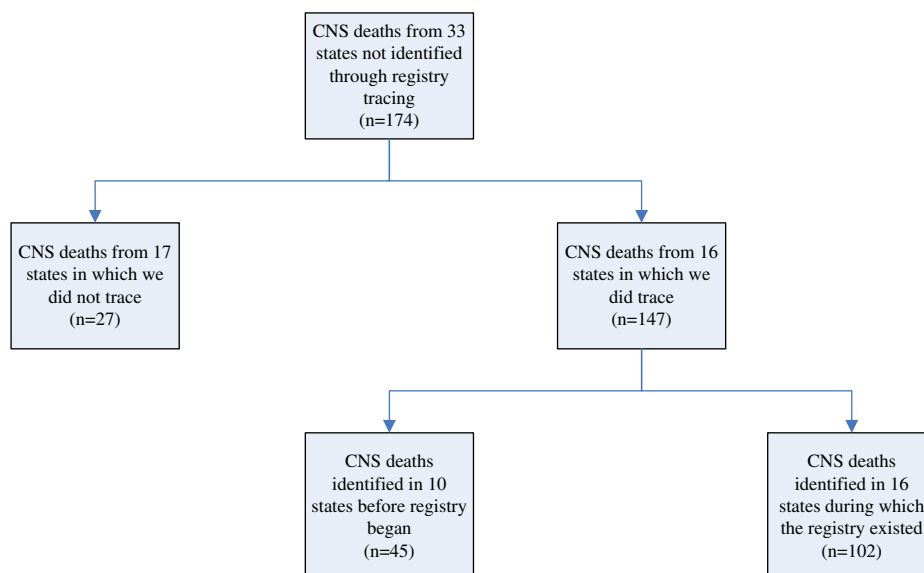 CNS deaths from 33
states not identified
through registry
tracing
(n=174)
CNS deaths from 17
states in which we
did not trace
(n=27)
CNS deaths from 16
states in which we
did trace
(n=147)
CNS deaths
identified in 10
states before registry
began
(n=45)
CNS deaths
identified in 16
states during which
the registry existed
(n=102)